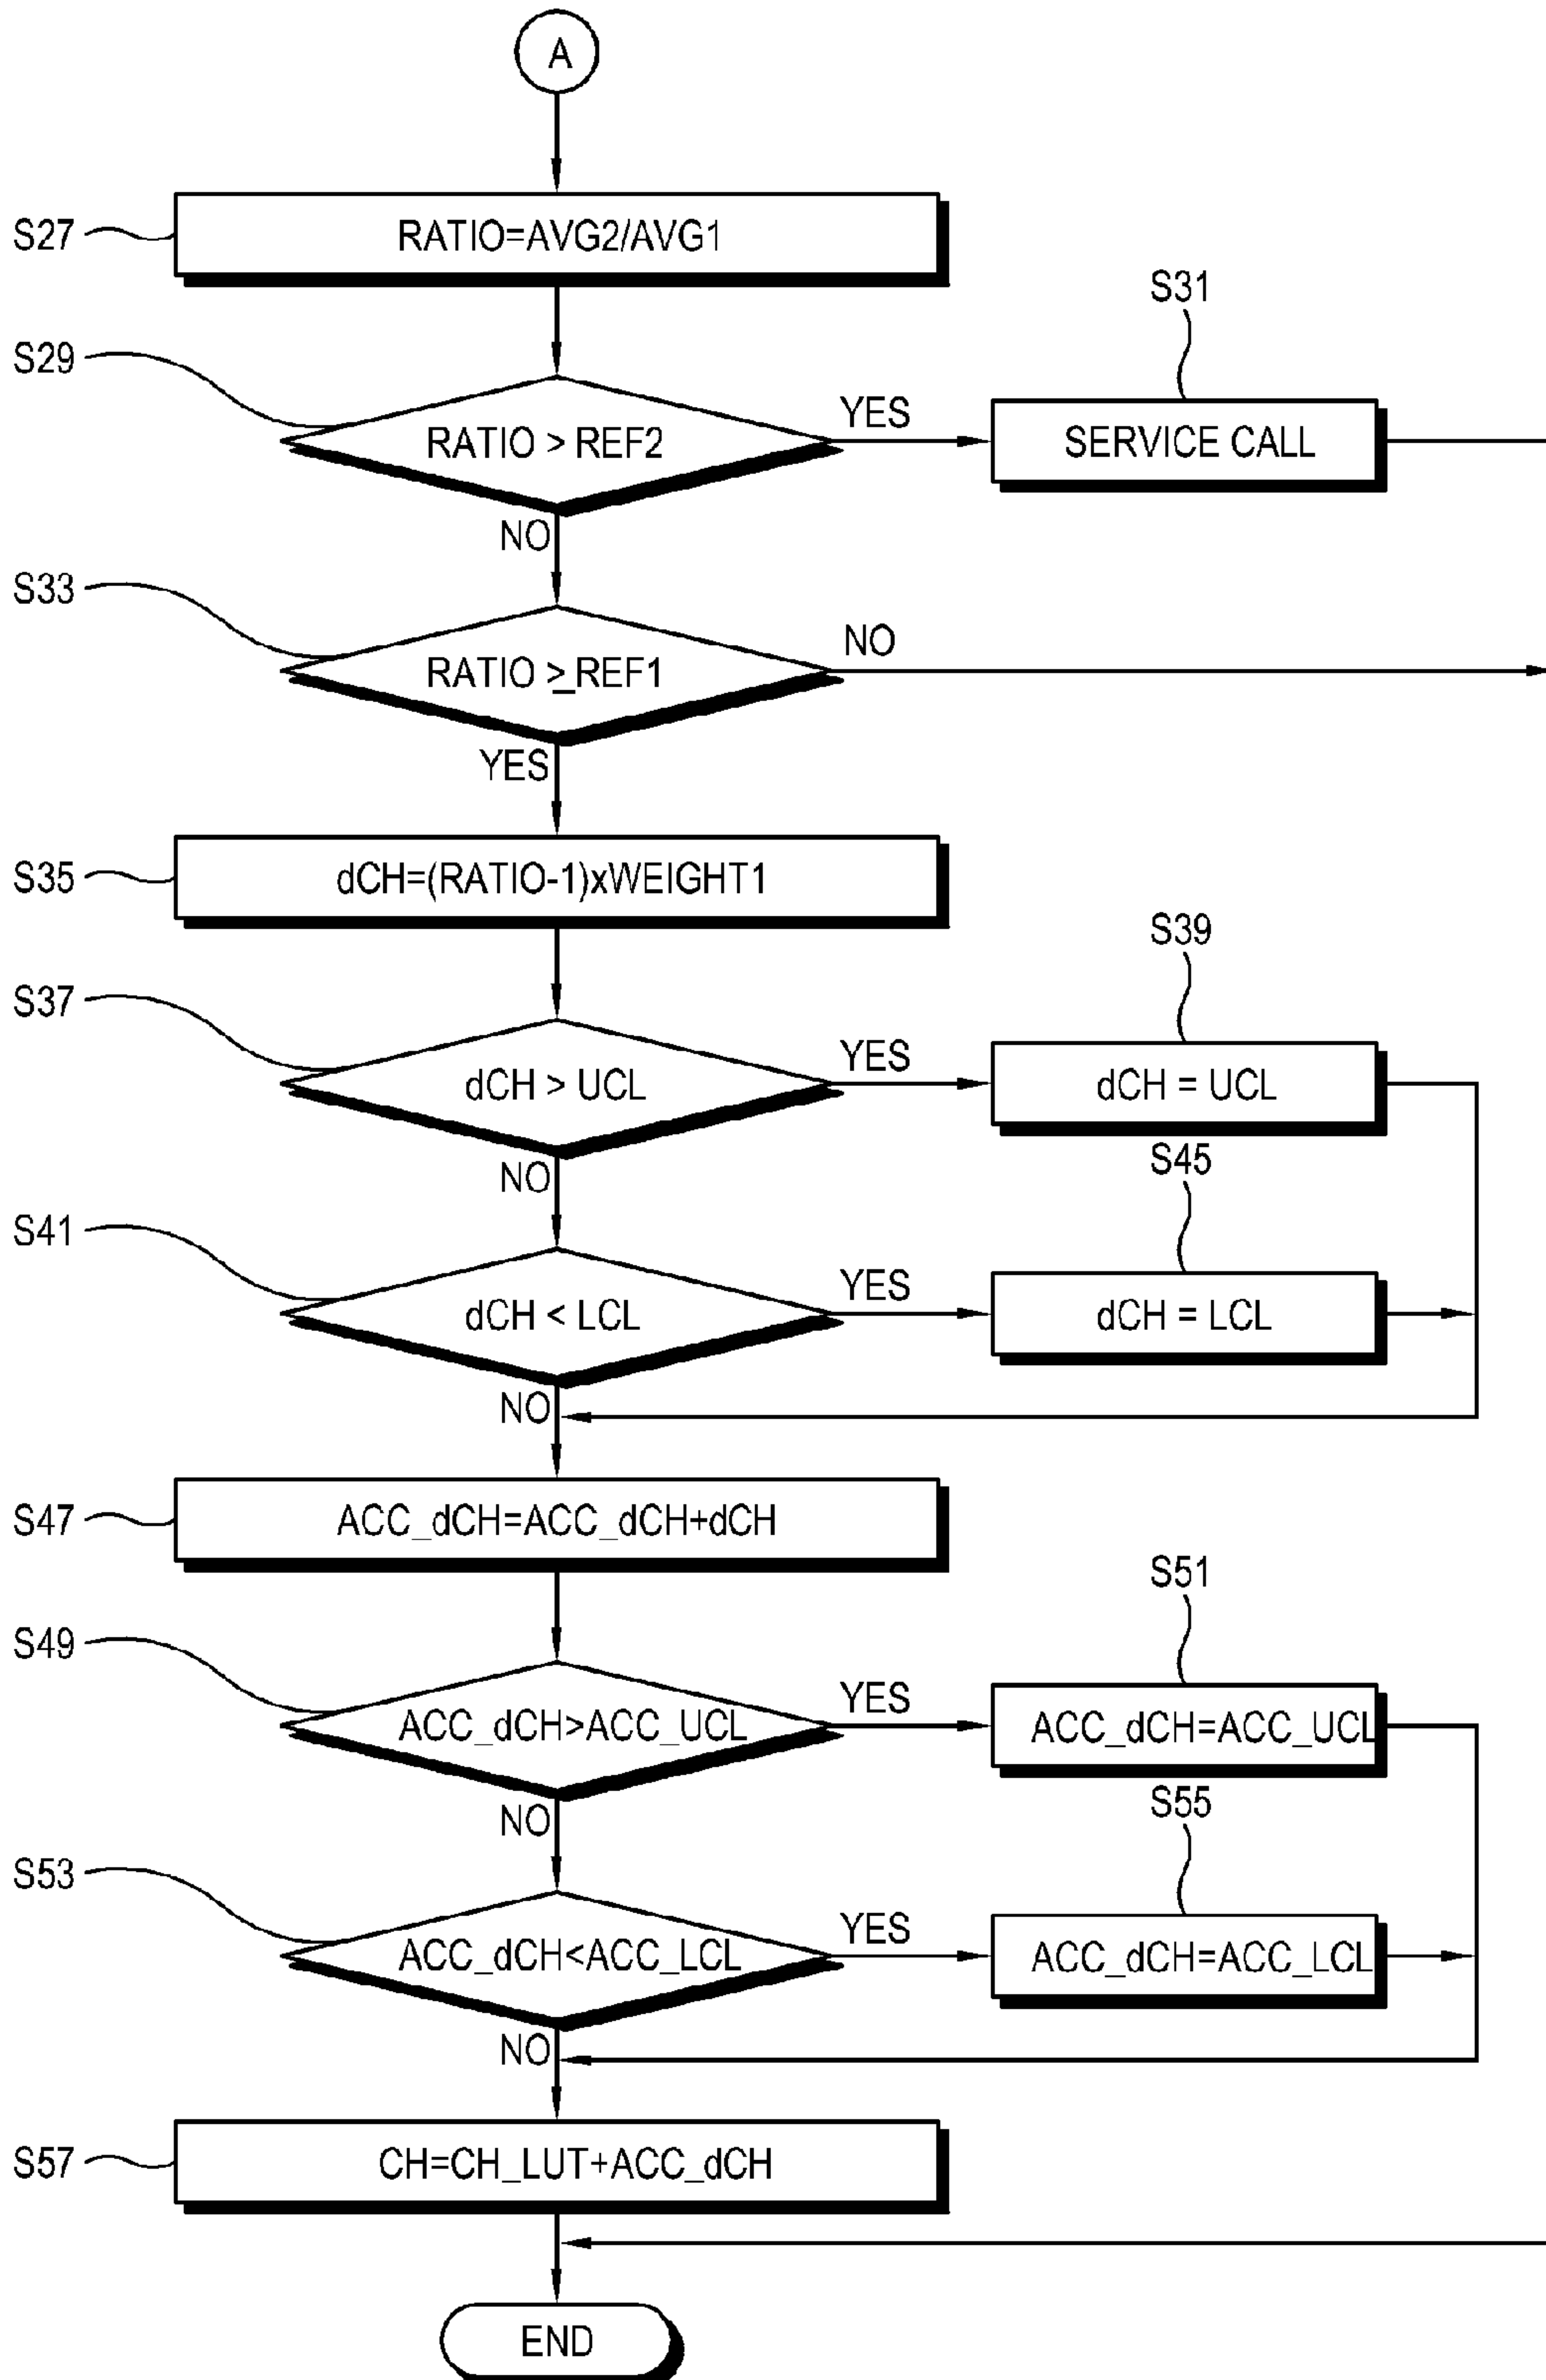 A
S27
RATIO=AVG2/AVG1
S31
S29
RATIO > REF2
YES
SERVICE CALL
NO
S33
RATIO ≥ REF1
NO
YES
S35
dCH=(RATIO-1)xWEIGHT1
S39
S37
dCH > UCL
YES
dCH = UCL
NO
S45
S41
dCH < LCL
YES
dCH = LCL
NO
S47
ACC_dCH=ACC_dCH+dCH
S51
S49
ACC_dCH>ACC_UCL
YES
ACC_dCH=ACC_UCL
NO
S55
S53
ACC_dCH<ACC_LCL
YES
ACC_dCH=ACC_LCL
NO
S57
CH=CH_LUT+ACC_dCH
END